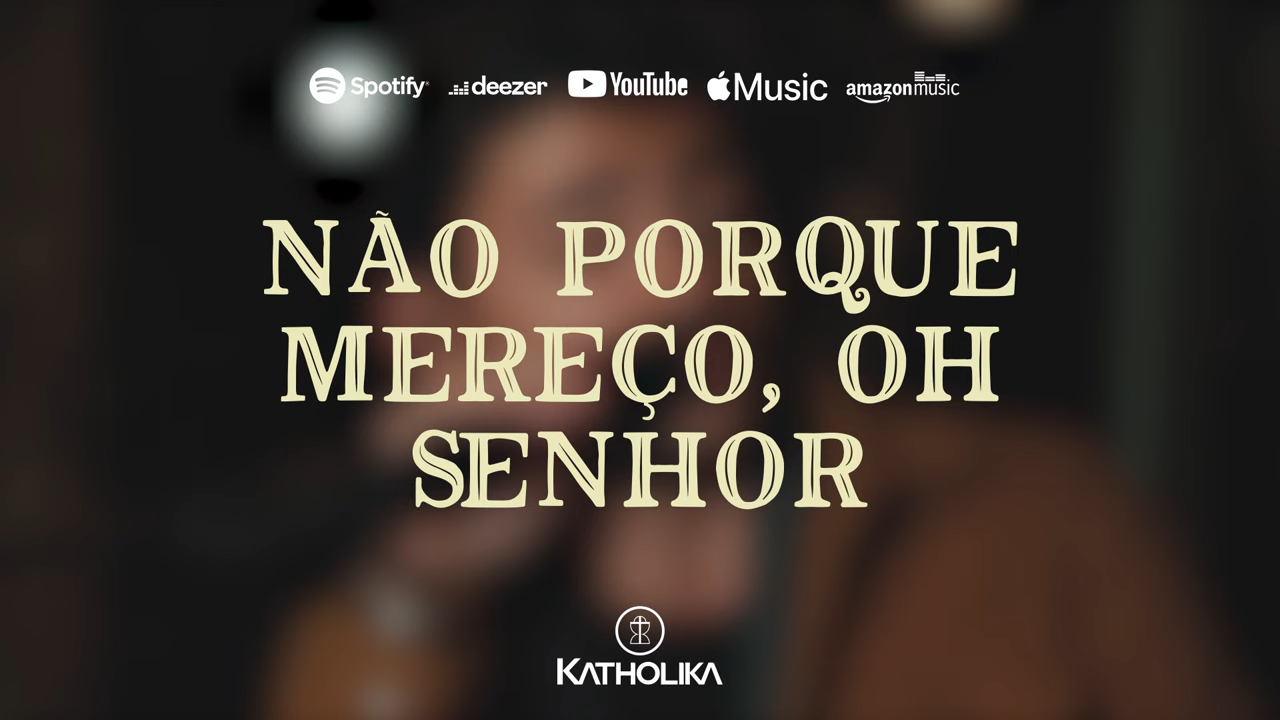 Spotify deezer YouTube Music amazon music
NÃO PORQUE
MEREÇO, OH
SENHOR
KATHOLIKA